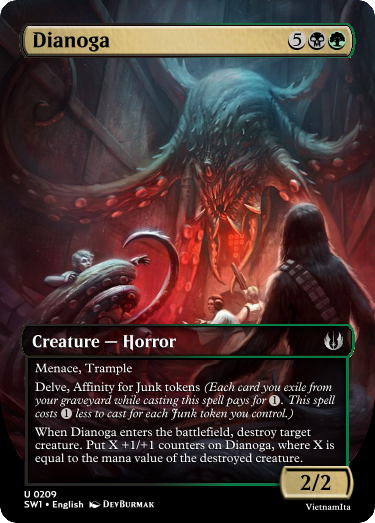 Dianoga 5
Creature — Horror
Menace, Trample
Delve, Affinity for Junk tokens (Each card you exile from
your graveyard while casting this spell pays for 1. This spell
costs 1 less to cast for each Junk token you control.)
When Dianoga enters the battlefield, destroy target
creature. Put X +1/+1 counters on Dianoga, where X is
equal to the mana value of the destroyed creature.
2/2
U 0209
SW1 • English DevBurmak
VietnamIta